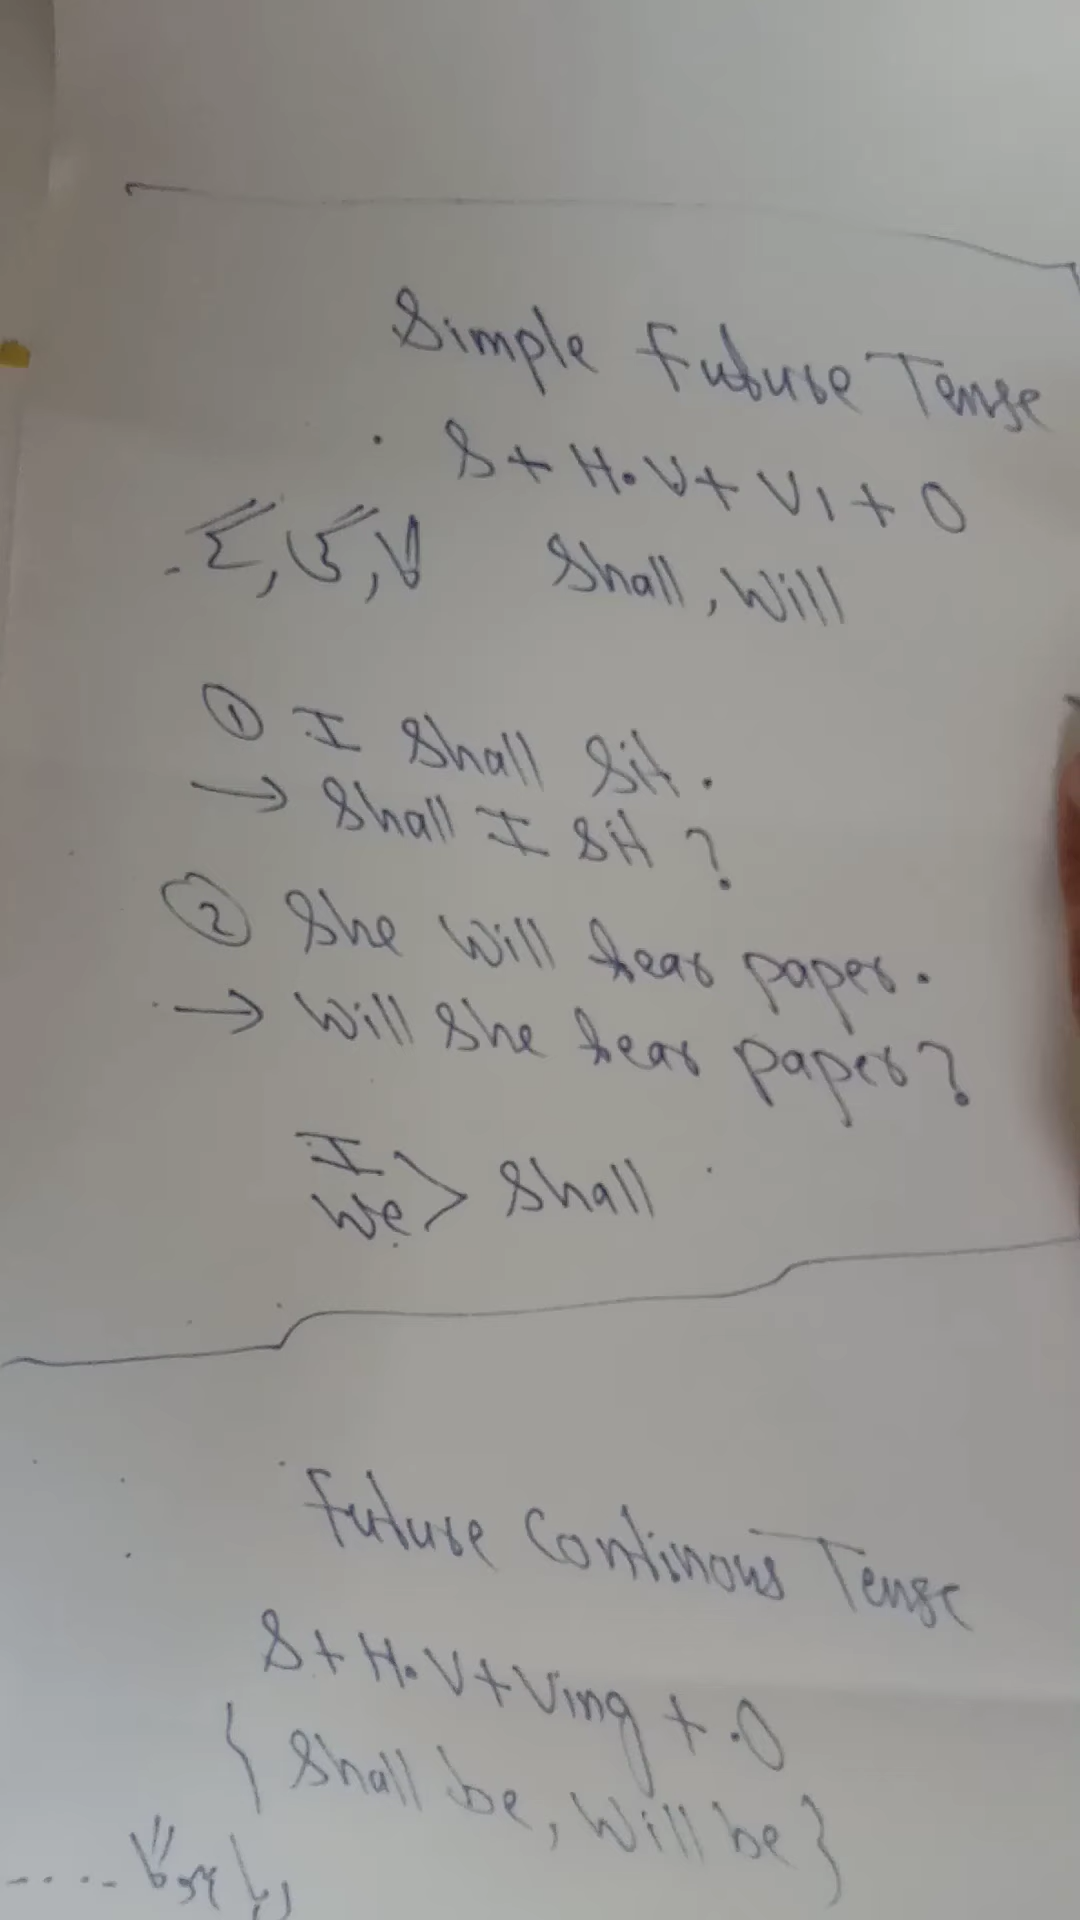 Simple Future Tense
S + H.V + V1 + O
Shall, Will
① I Shall Sit.
→ Shall I Sit ?
② She Will tear paper.
→ Will She tear paper?
I
We > Shall
Future Continous Tense
S + H.V + Ving + .O
{ Shall be, Will be }